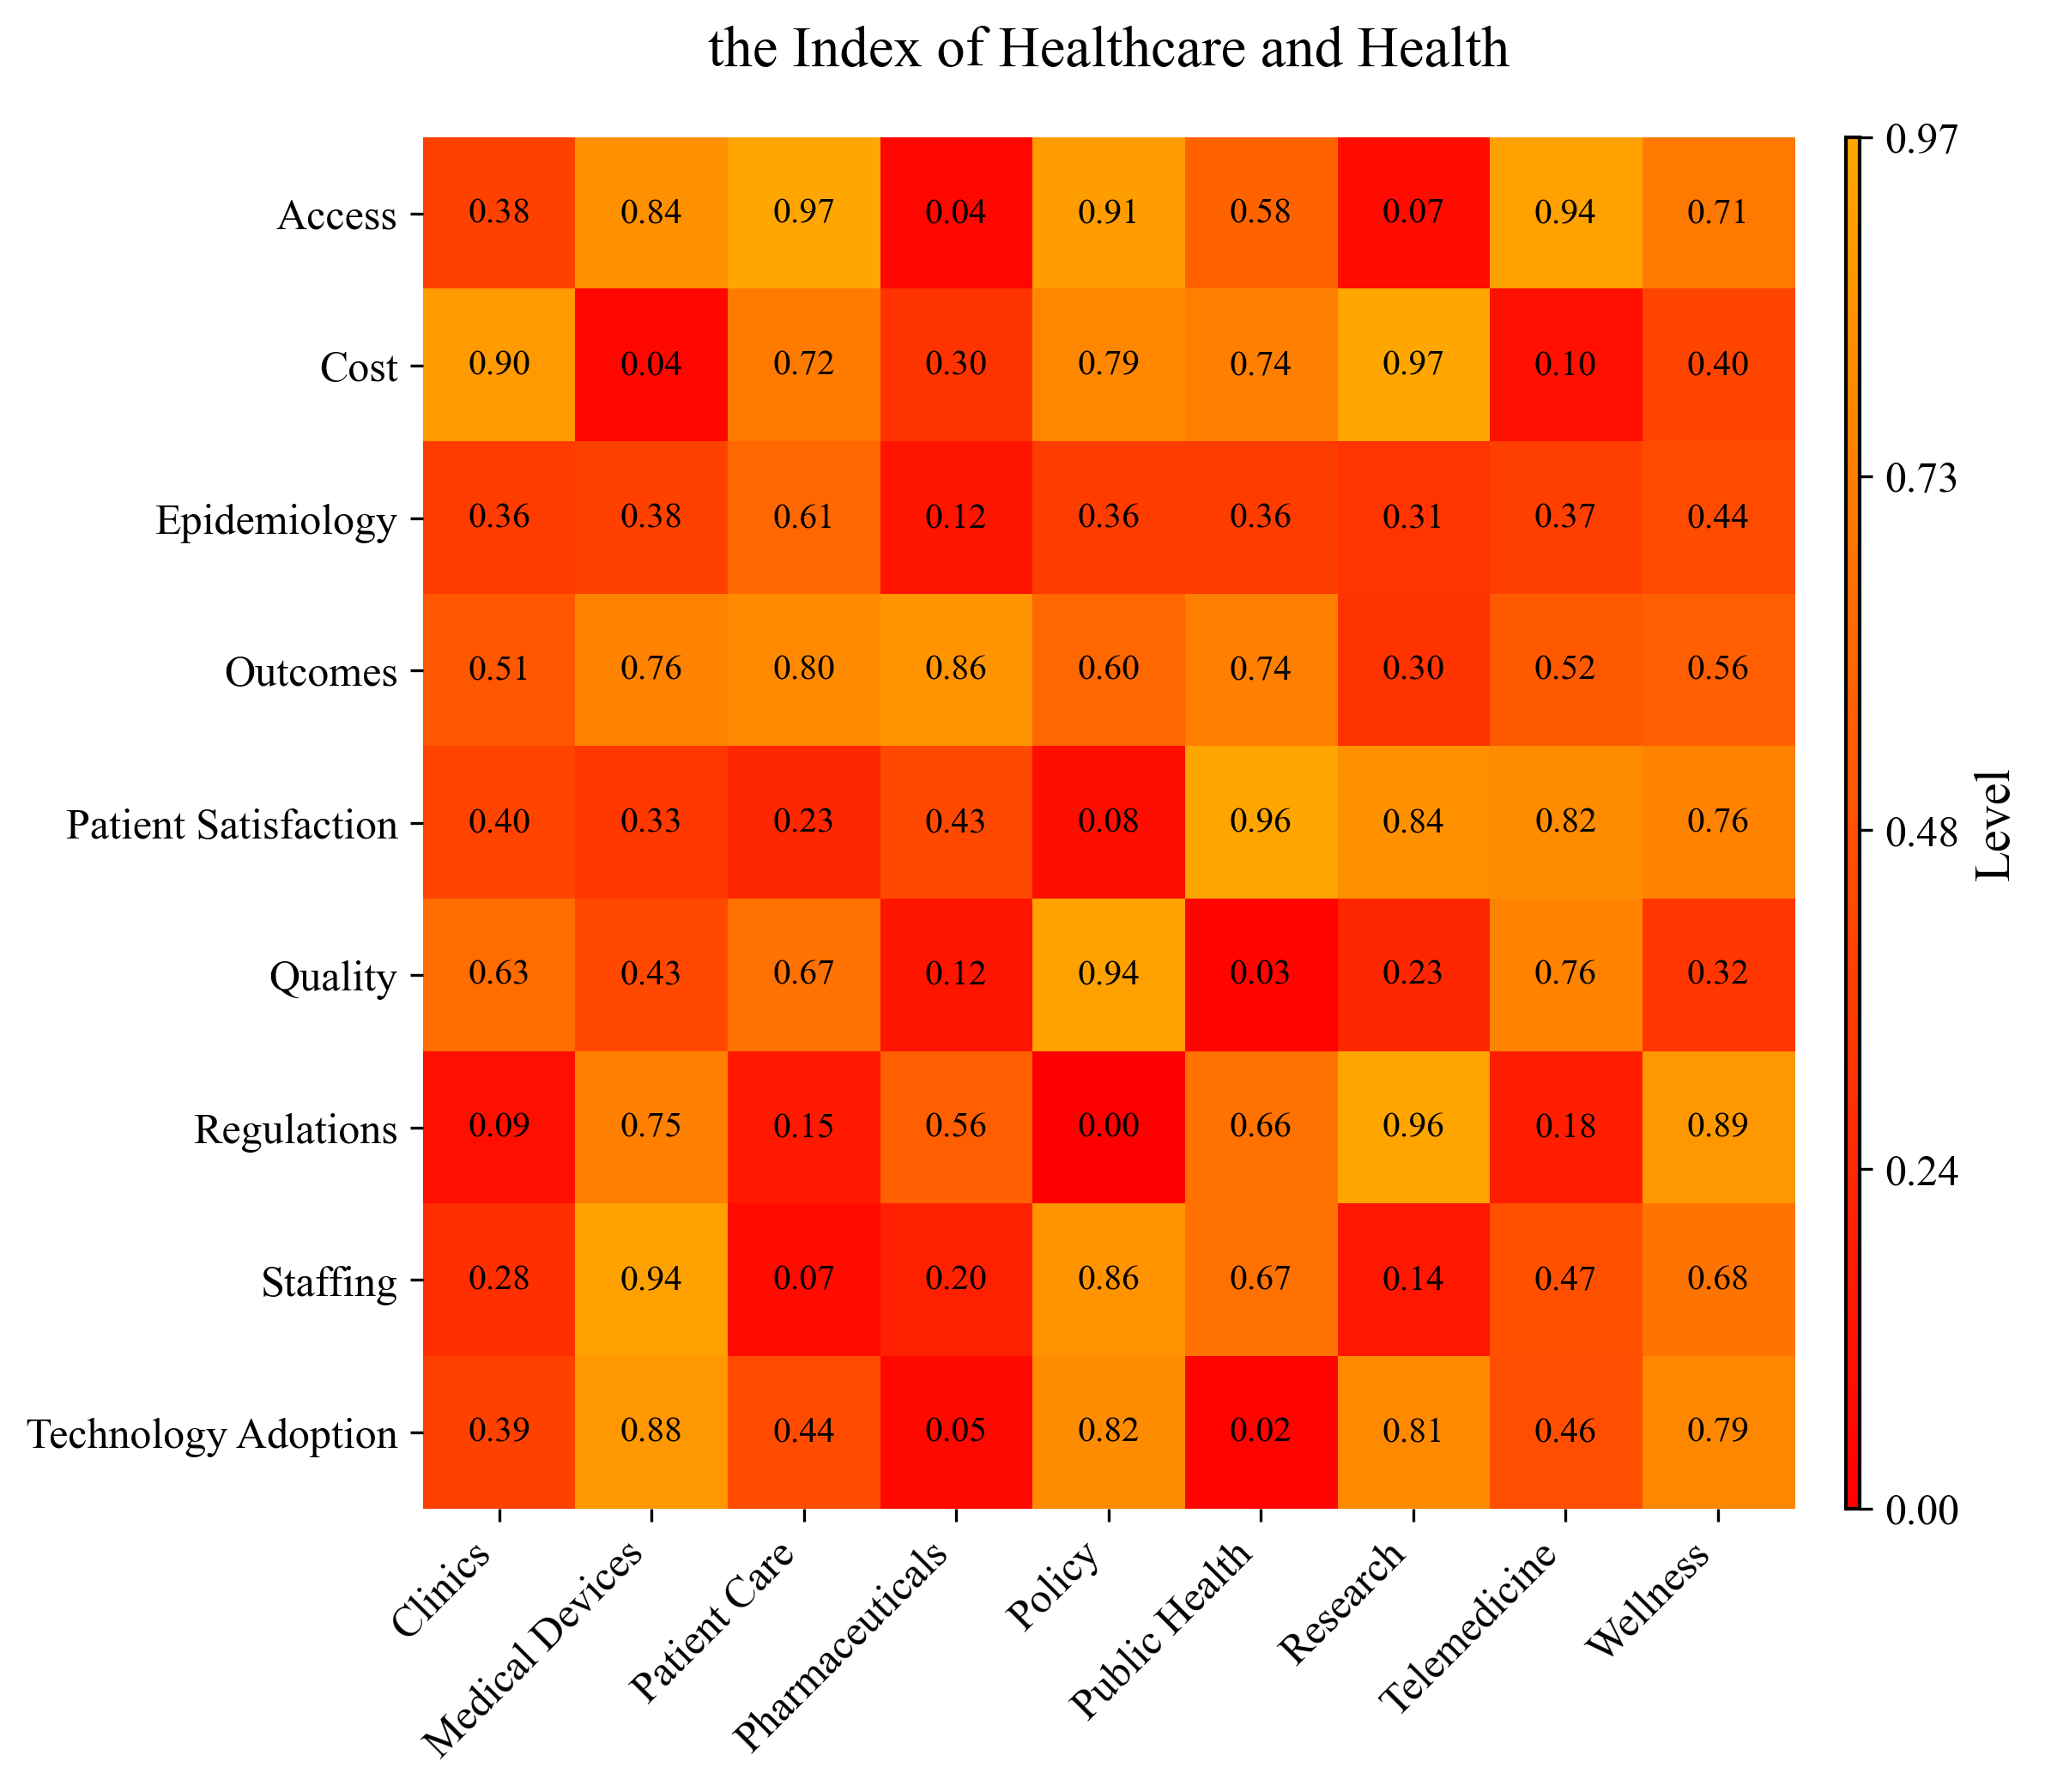 the Index of Healthcare and Health
Access 0.38 0.84 0.97 0.04 0.91 0.58 0.07 0.94 0.71
Cost 0.90 0.04 0.72 0.30 0.79 0.74 0.97 0.10 0.40
Epidemiology 0.36 0.38 0.61 0.12 0.36 0.36 0.31 0.37 0.44
Outcomes 0.51 0.76 0.80 0.86 0.60 0.74 0.30 0.52 0.56
Patient Satisfaction 0.40 0.33 0.23 0.43 0.08 0.96 0.84 0.82 0.76
Quality 0.63 0.43 0.67 0.12 0.94 0.03 0.23 0.76 0.32
Regulations 0.09 0.75 0.15 0.56 0.00 0.66 0.96 0.18 0.89
Staffing 0.28 0.94 0.07 0.20 0.86 0.67 0.14 0.47 0.68
Technology Adoption 0.39 0.88 0.44 0.05 0.82 0.02 0.81 0.46 0.79
Clinics
Medical Devices
Patient Care
Pharmaceuticals
Policy
Public Health
Research
Telemedicine
Wellness
0.97
0.73
0.48
0.24
0.00
Level